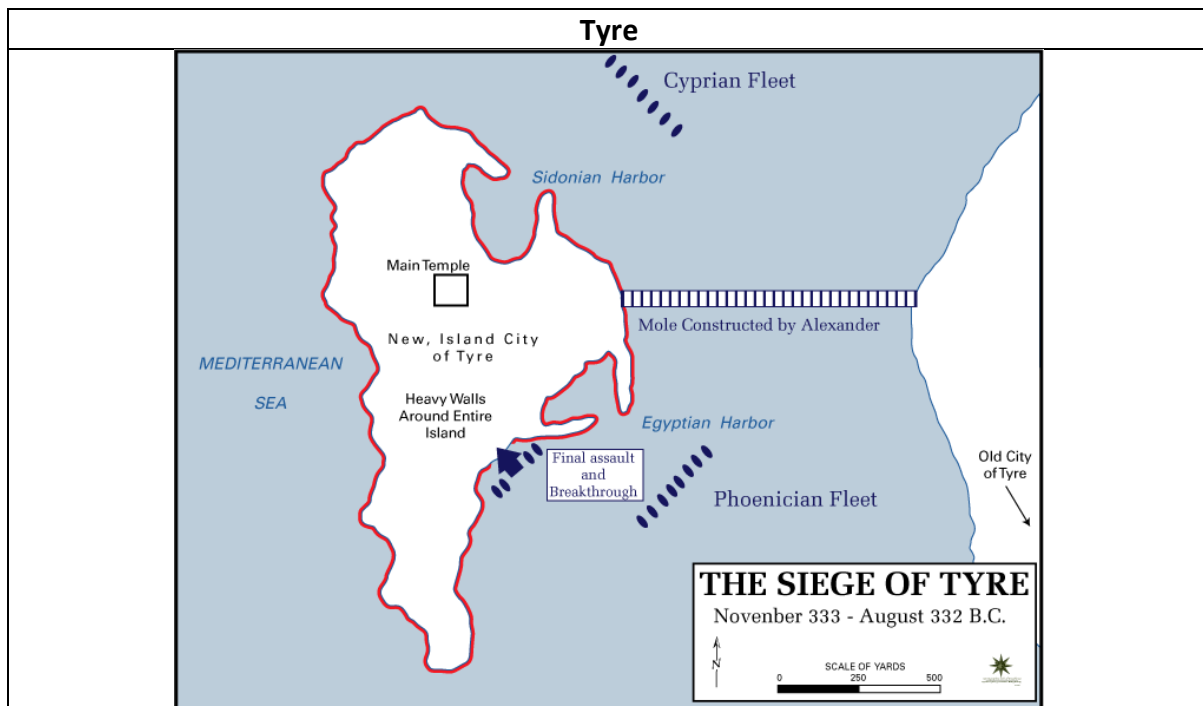 Tyre
Cyprian Fleet
Sidonian Harbor
Main Temple
Mole Constructed by Alexander
New, Island City
of Tyre
MEDITERRANEAN
SEA
Heavy Walls
Around Entire
Island
Egyptian Harbor
Final assault
and
Breakthrough
Phoenician Fleet
Old City
of Tyre
THE SIEGE OF TYRE
Novenber 333 - August 332 B.C.
N
SCALE OF YARDS
0 250 500